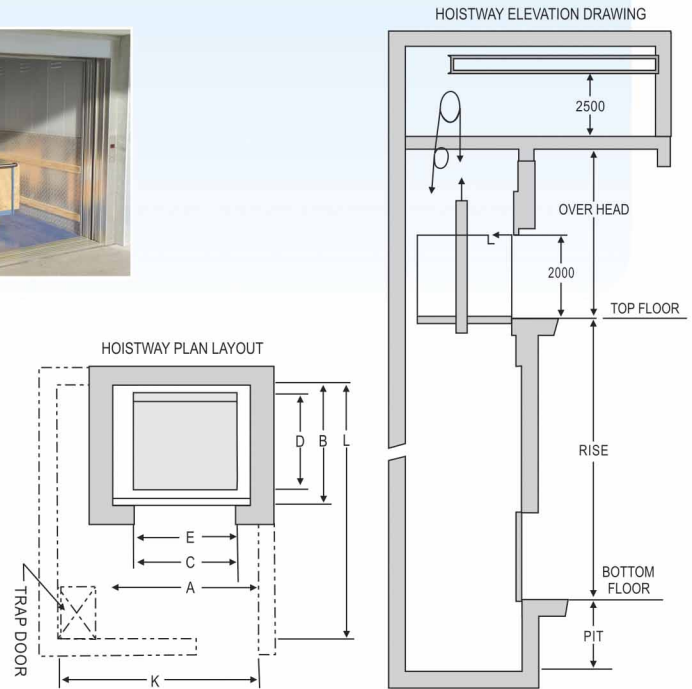 HOISTWAY ELEVATION DRAWING
2500
OVER HEAD
2000
TOP FLOOR
RISE
BOTTOM
FLOOR
PIT
HOISTWAY PLAN LAYOUT
D
B
L
E
C
A
TRAP DOOR
K